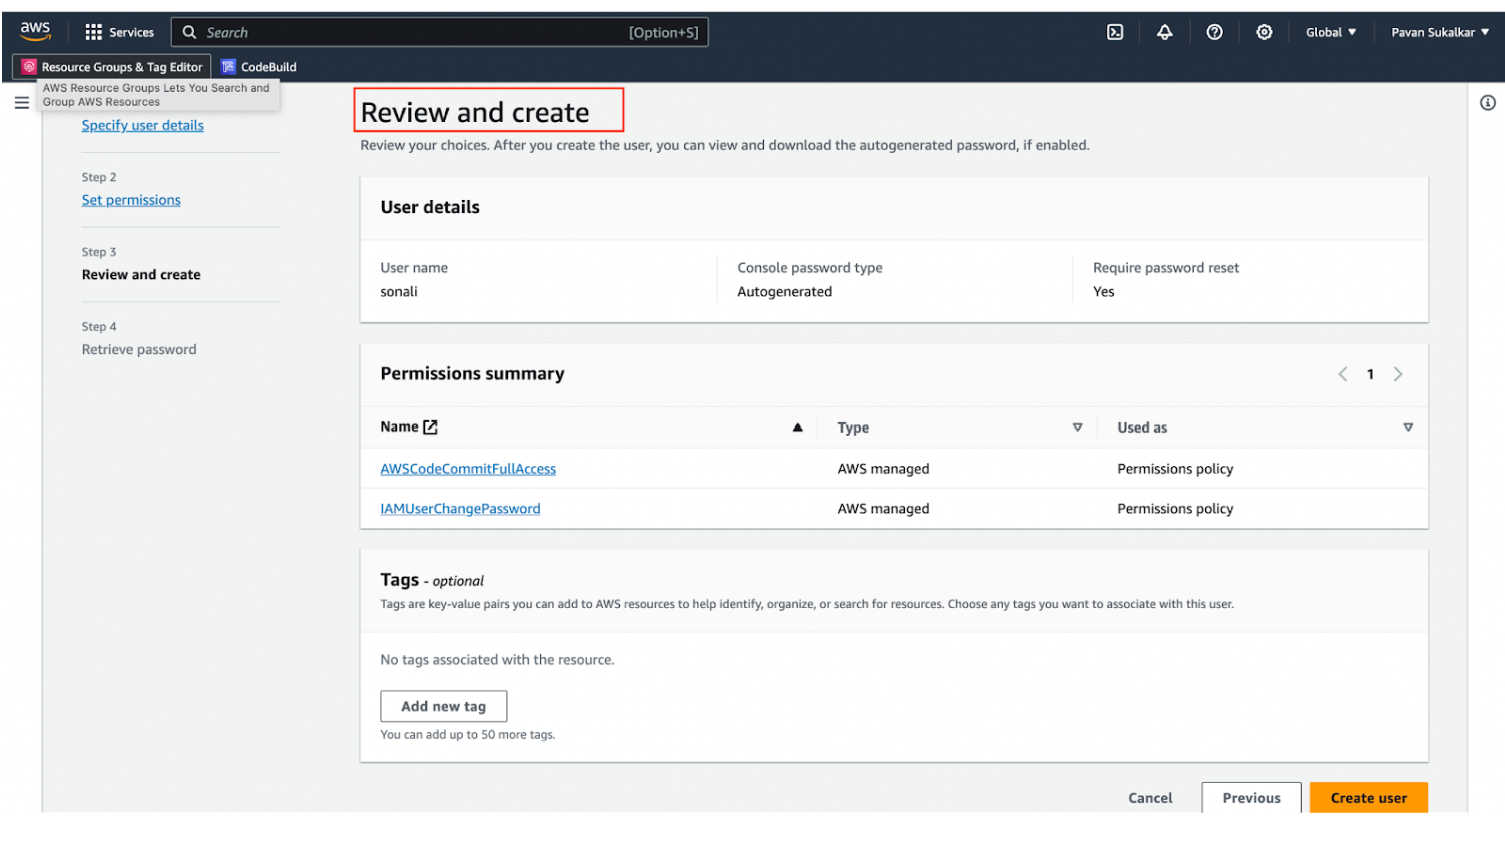 aws
Services
Search
[Option+S]
Global ▼
Pavan Sukalkar ▼
Resource Groups & Tag Editor
CodeBuild
AWS Resource Groups Lets You Search and
Group AWS Resources
Specify user details
Step 2
Set permissions
Step 3
Review and create
Step 4
Retrieve password
Review and create
Review your choices. After you create the user, you can view and download the autogenerated password, if enabled.
User details
User name
sonali
Console password type
Autogenerated
Require password reset
Yes
Permissions summary
1
Name
Type
Used as
AWSCodeCommitFullAccess
AWS managed
Permissions policy
IAMUserChangePassword
AWS managed
Permissions policy
Tags - optional
Tags are key-value pairs you can add to AWS resources to help identify, organize, or search for resources. Choose any tags you want to associate with this user.
No tags associated with the resource.
Add new tag
You can add up to 50 more tags.
Cancel
Previous
Create user